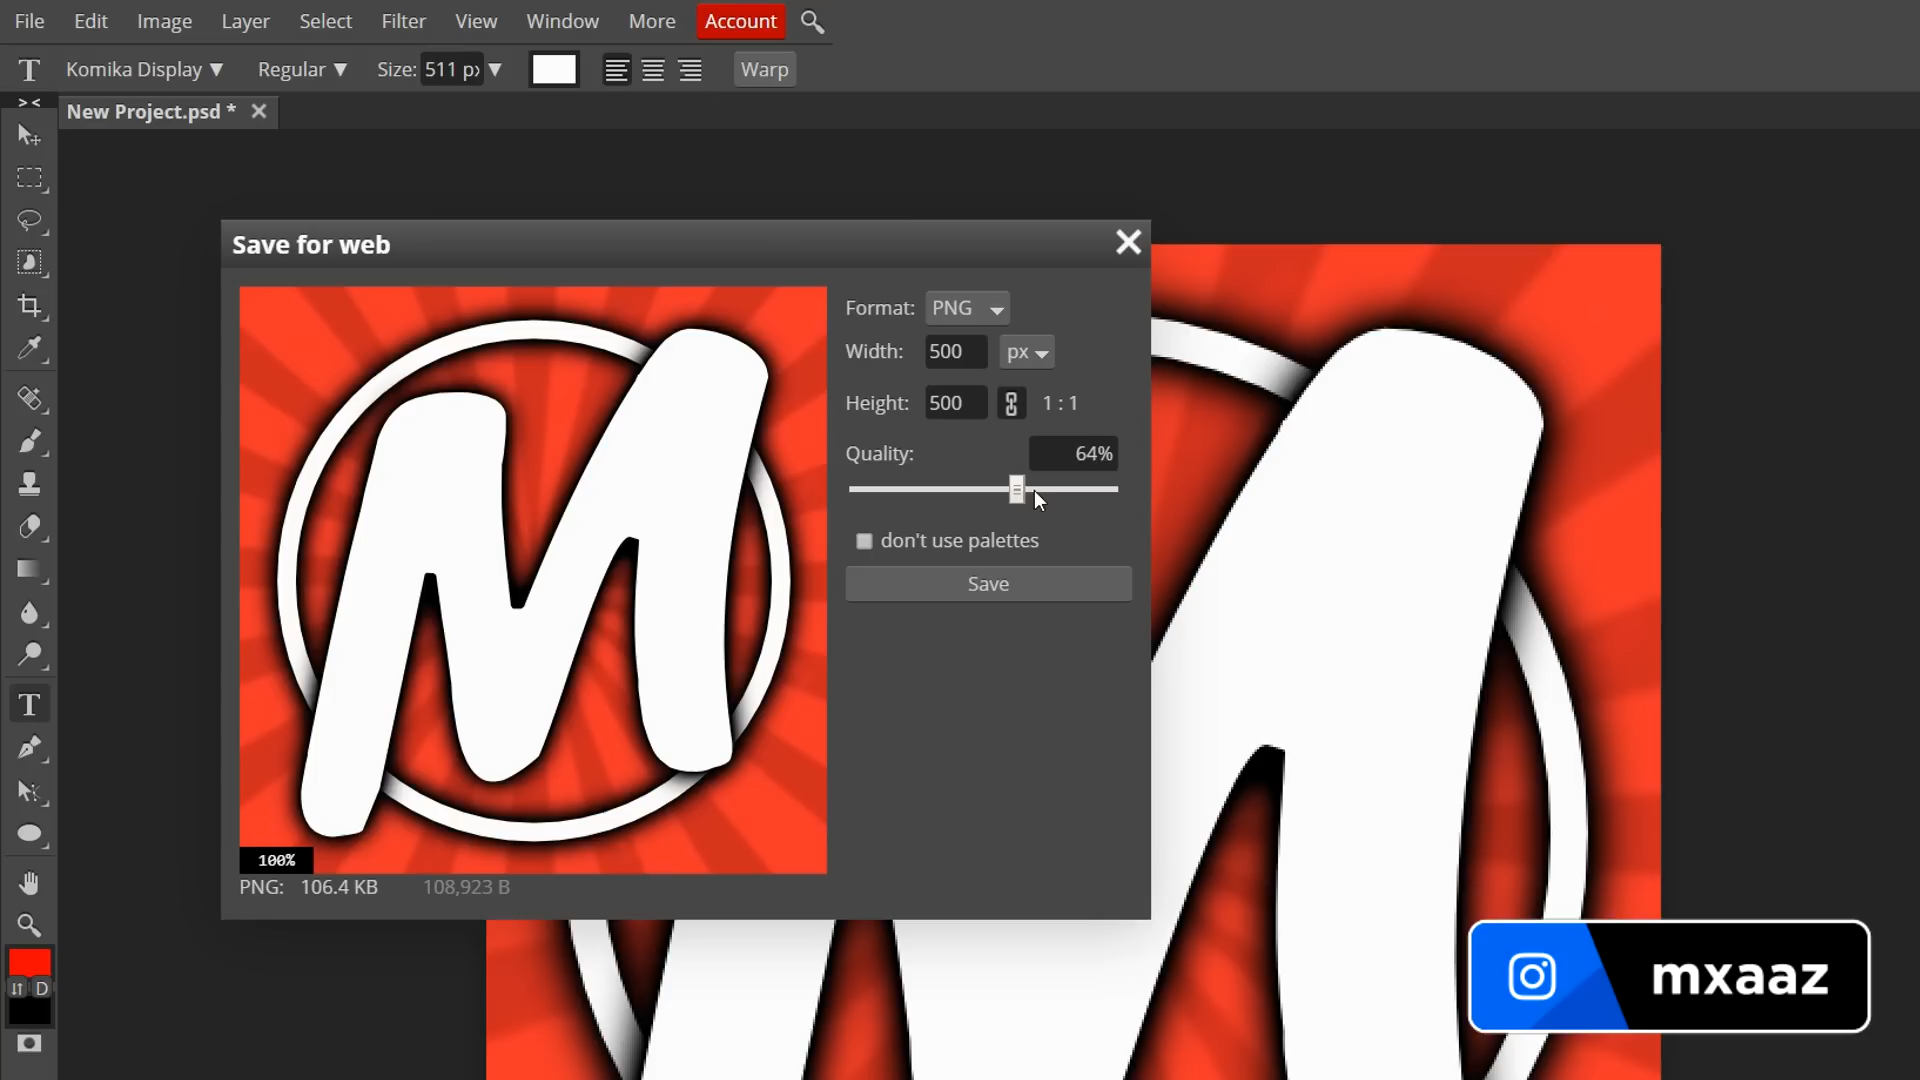 File Edit Image Layer Select Filter View Window More Account
T Komika Display ▼ Regular ▼ Size: 511 px ▼ Warp
> <
New Project.psd *
Save for web
Format: PNG
Width: 500 px
Height: 500 1 : 1
Quality: 64%
don't use palettes
Save
M
100%
PNG: 106.4 KB 108,923 B
T
D
M
mxaaz